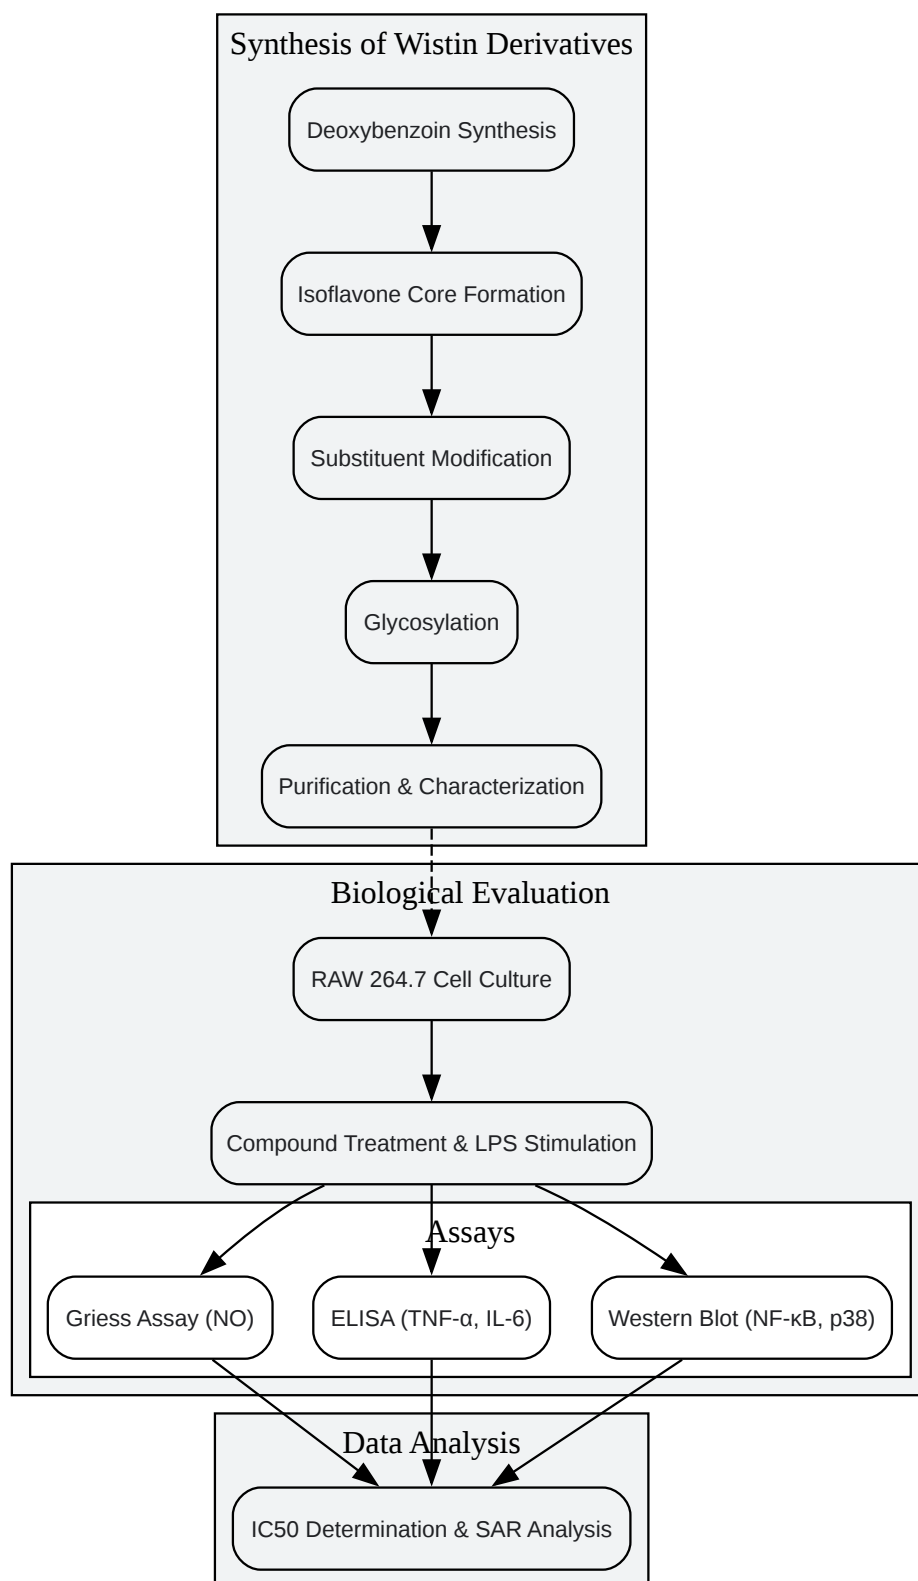 Synthesis of Wistin Derivatives
Deoxybenzoin Synthesis
Isoflavone Core Formation
Substituent Modification
Glycosylation
Purification & Characterization
Biological Evaluation
RAW 264.7 Cell Culture
Compound Treatment & LPS Stimulation
Assays
Griess Assay (NO)
ELISA (TNF-α, IL-6)
Western Blot (NF-κB, p38)
Data Analysis
IC50 Determination & SAR Analysis